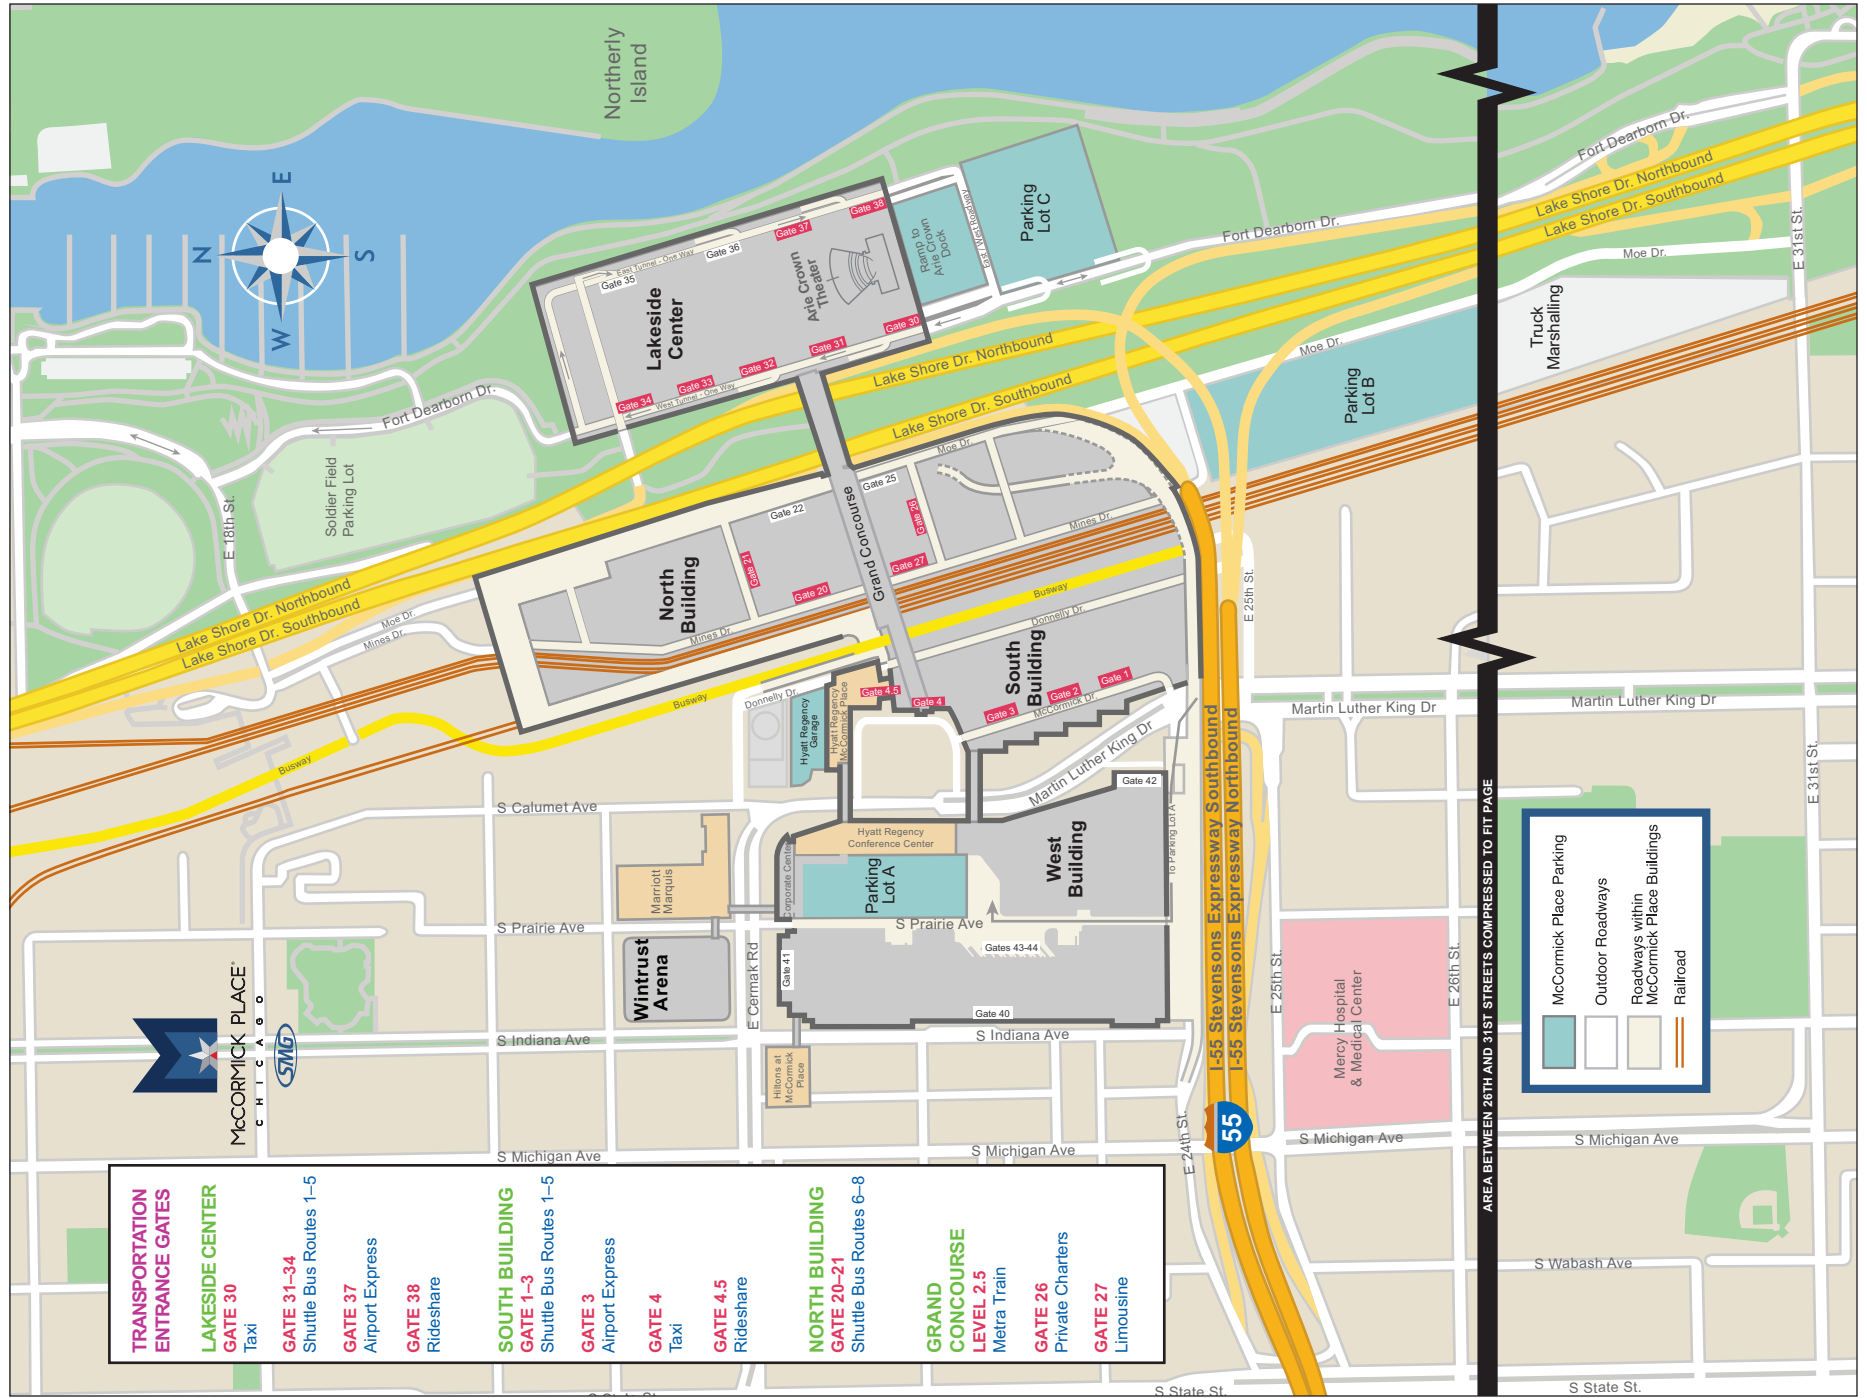 McCORMICK PLACE®
CHICAGO
SMG
TRANSPORTATION
ENTRANCE GATES
LAKESIDE CENTER
GATE 30
Taxi
GATE 31–34
Shuttle Bus Routes 1–5
GATE 37
Airport Express
GATE 38
Rideshare
SOUTH BUILDING
GATE 1–3
Shuttle Bus Routes 1–5
GATE 3
Airport Express
GATE 4
Taxi
GATE 4.5
Rideshare
NORTH BUILDING
GATE 20–21
Shuttle Bus Routes 6–8
GRAND
CONCOURSE
LEVEL 2.5
Metra Train
GATE 26
Private Charters
GATE 27
Limousine
N
E
S
W
Northerly
Island
Fort Dearborn Dr.
Soldier Field
Parking Lot
E 18th St.
Lake Shore Dr. Northbound
Lake Shore Dr. Southbound
Moe Dr.
Mines Dr.
Busway
Busway
Donnelly Dr.
Lakeside
Center
Arie Crown
Theater
East Tunnel - One Way
West Tunnel - One Way
Gate 35
Gate 36
Gate 37
Gate 38
Gate 34
Gate 33
Gate 32
Gate 31
Gate 30
Ramp to
Arie Crown
Dock
East / West Roadway
Parking
Lot C
Fort Dearborn Dr.
Lake Shore Dr. Northbound
Lake Shore Dr. Southbound
Moe Dr.
North
Building
Gate 20
Gate 21
Gate 22
Gate 25
Gate 26
Gate 27
Grand Concourse
Mines Dr.
Mines Dr.
Busway
Donnelly Dr.
South
Building
Gate 4.5
Gate 4
Gate 3
Gate 2
Gate 1
McCormick Dr.
Martin Luther King Dr
Hyatt Regency
Garage
Hyatt Regency
McCormick Place
Hyatt Regency
Conference Center
Corporate Center
Parking
Lot A
West
Building
Gate 42
To Parking Lot A
S Prairie Ave
Gates 43-44
Gate 41
Gate 40
S Indiana Ave
S Calumet Ave
Marriott
Marquis
S Prairie Ave
Wintrust
Arena
E Cermak Rd
S Indiana Ave
Hiltons at
McCormick
Place
S Michigan Ave
S Michigan Ave
S State St.
S State St.
E 24th St.
55
I-55 Stevensons Expressway Southbound
I-55 Stevensons Expressway Northbound
E 25th St.
E 25th St.
Martin Luther King Dr
E 26th St.
Mercy Hospital
& Medical Center
S Michigan Ave
Moe Dr.
Parking
Lot B
AREA BETWEEN 26TH AND 31ST STREETS COMPRESSED TO FIT PAGE
Fort Dearborn Dr.
Lake Shore Dr. Northbound
Lake Shore Dr. Southbound
Moe Dr.
Truck
Marshalling
E 31st St.
Martin Luther King Dr
E 31st St.
S Michigan Ave
S Wabash Ave
S State St.
McCormick Place Parking
Outdoor Roadways
Roadways within
McCormick Place Buildings
Railroad